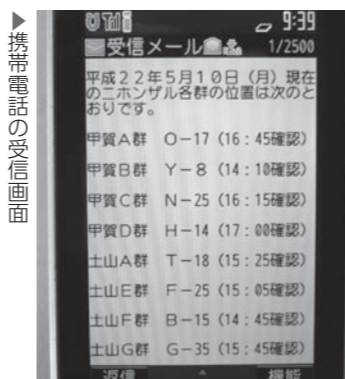 ▶携帯電話の受信画面
9:39
受信メール 1/2500
平成22年5月10日（月）現在
のニホンザル各群の位置は次のと
おりです。
甲賀A群 O－17（16：45確認）
甲賀B群 Y－8（14：10確認）
甲賀C群 N－25（16：15確認）
甲賀D群 H－14（17：00確認）
土山A群 T－18（15：25確認）
土山E群 F－25（15：05確認）
土山F群 B－15（14：45確認）
土山G群 G－35（15：45確認）
返信 機能